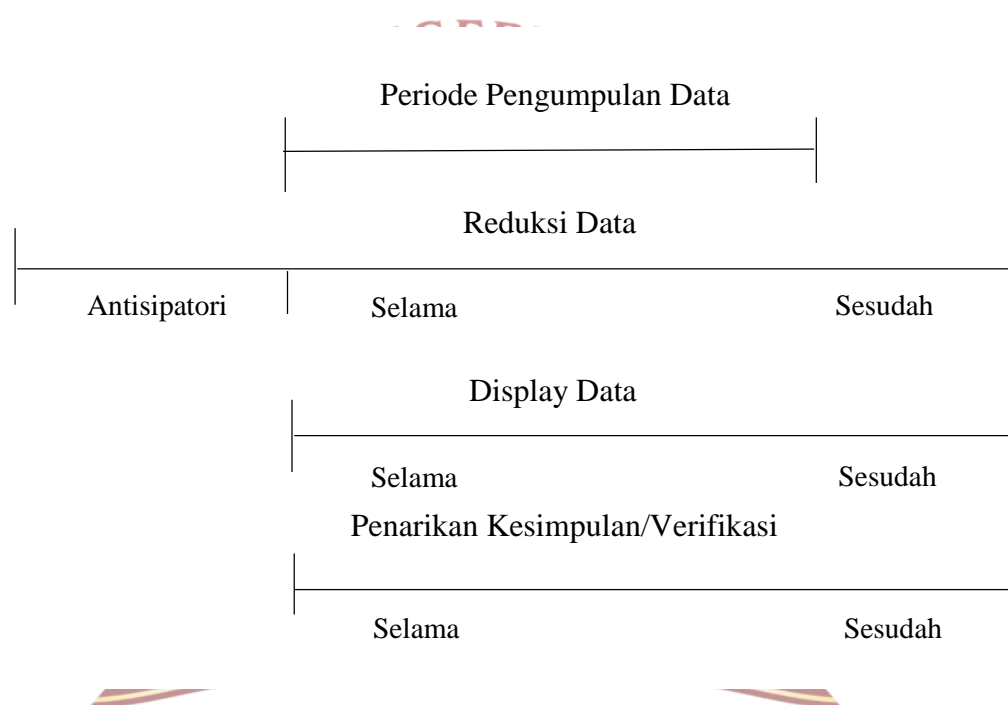 Periode Pengumpulan Data
Reduksi Data
Antisipatori Selama Sesudah
Display Data
Selama Sesudah
Penarikan Kesimpulan/Verifikasi
Selama Sesudah